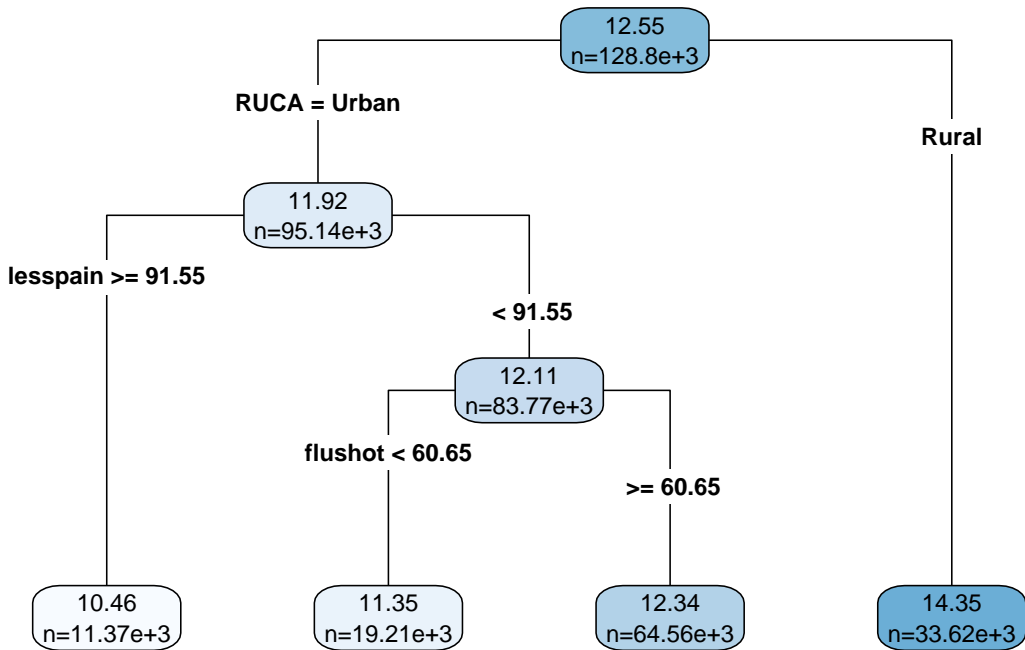 12.55
n=128.8e+3
RUCA = Urban
Rural
11.92
n=95.14e+3
lesspain >= 91.55
< 91.55
12.11
n=83.77e+3
flushot < 60.65
>= 60.65
10.46
n=11.37e+3
11.35
n=19.21e+3
12.34
n=64.56e+3
14.35
n=33.62e+3